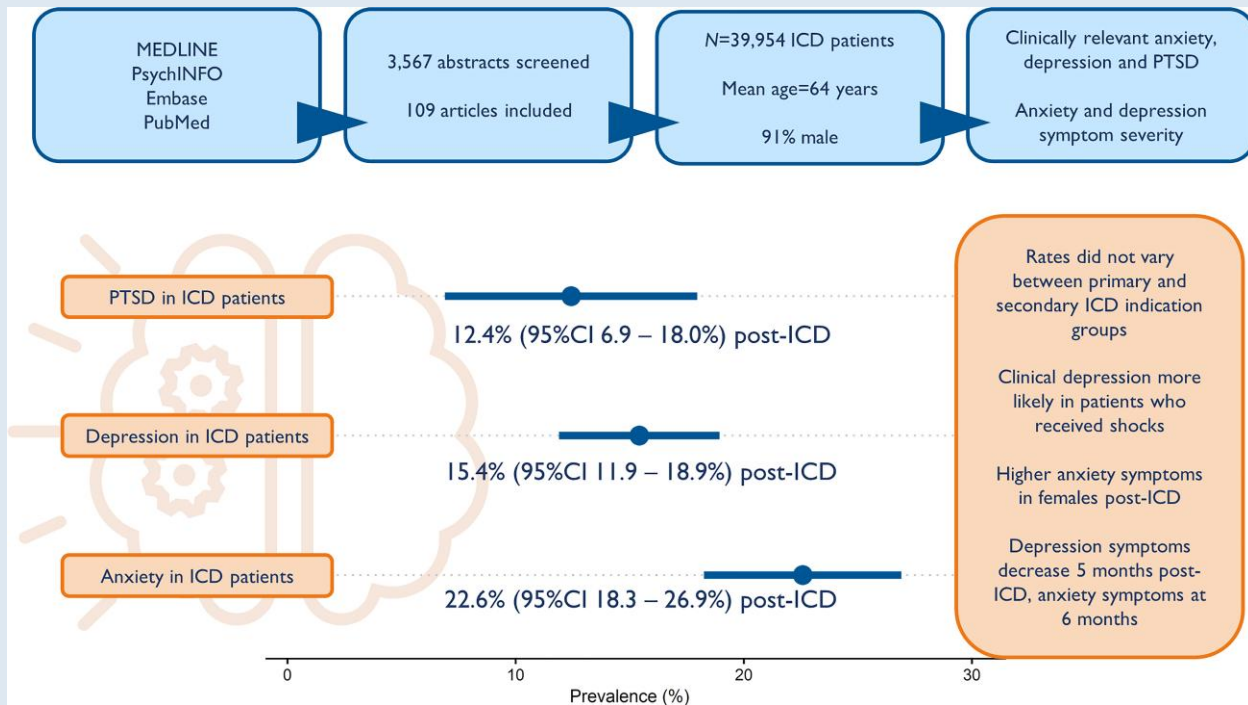 MEDLINE
PsychINFO
Embase
PubMed
3,567 abstracts screened
109 articles included
N=39,954 ICD patients
Mean age=64 years
91% male
Clinically relevant anxiety,
depression and PTSD
Anxiety and depression
symptom severity
PTSD in ICD patients
12.4% (95%CI 6.9 – 18.0%) post-ICD
Depression in ICD patients
15.4% (95%CI 11.9 – 18.9%) post-ICD
Anxiety in ICD patients
22.6% (95%CI 18.3 – 26.9%) post-ICD
Rates did not vary
between primary and
secondary ICD indication
groups
Clinical depression more
likely in patients who
received shocks
Higher anxiety symptoms
in females post-ICD
Depression symptoms
decrease 5 months post-
ICD, anxiety symptoms at
6 months
0
10
20
30
Prevalence (%)